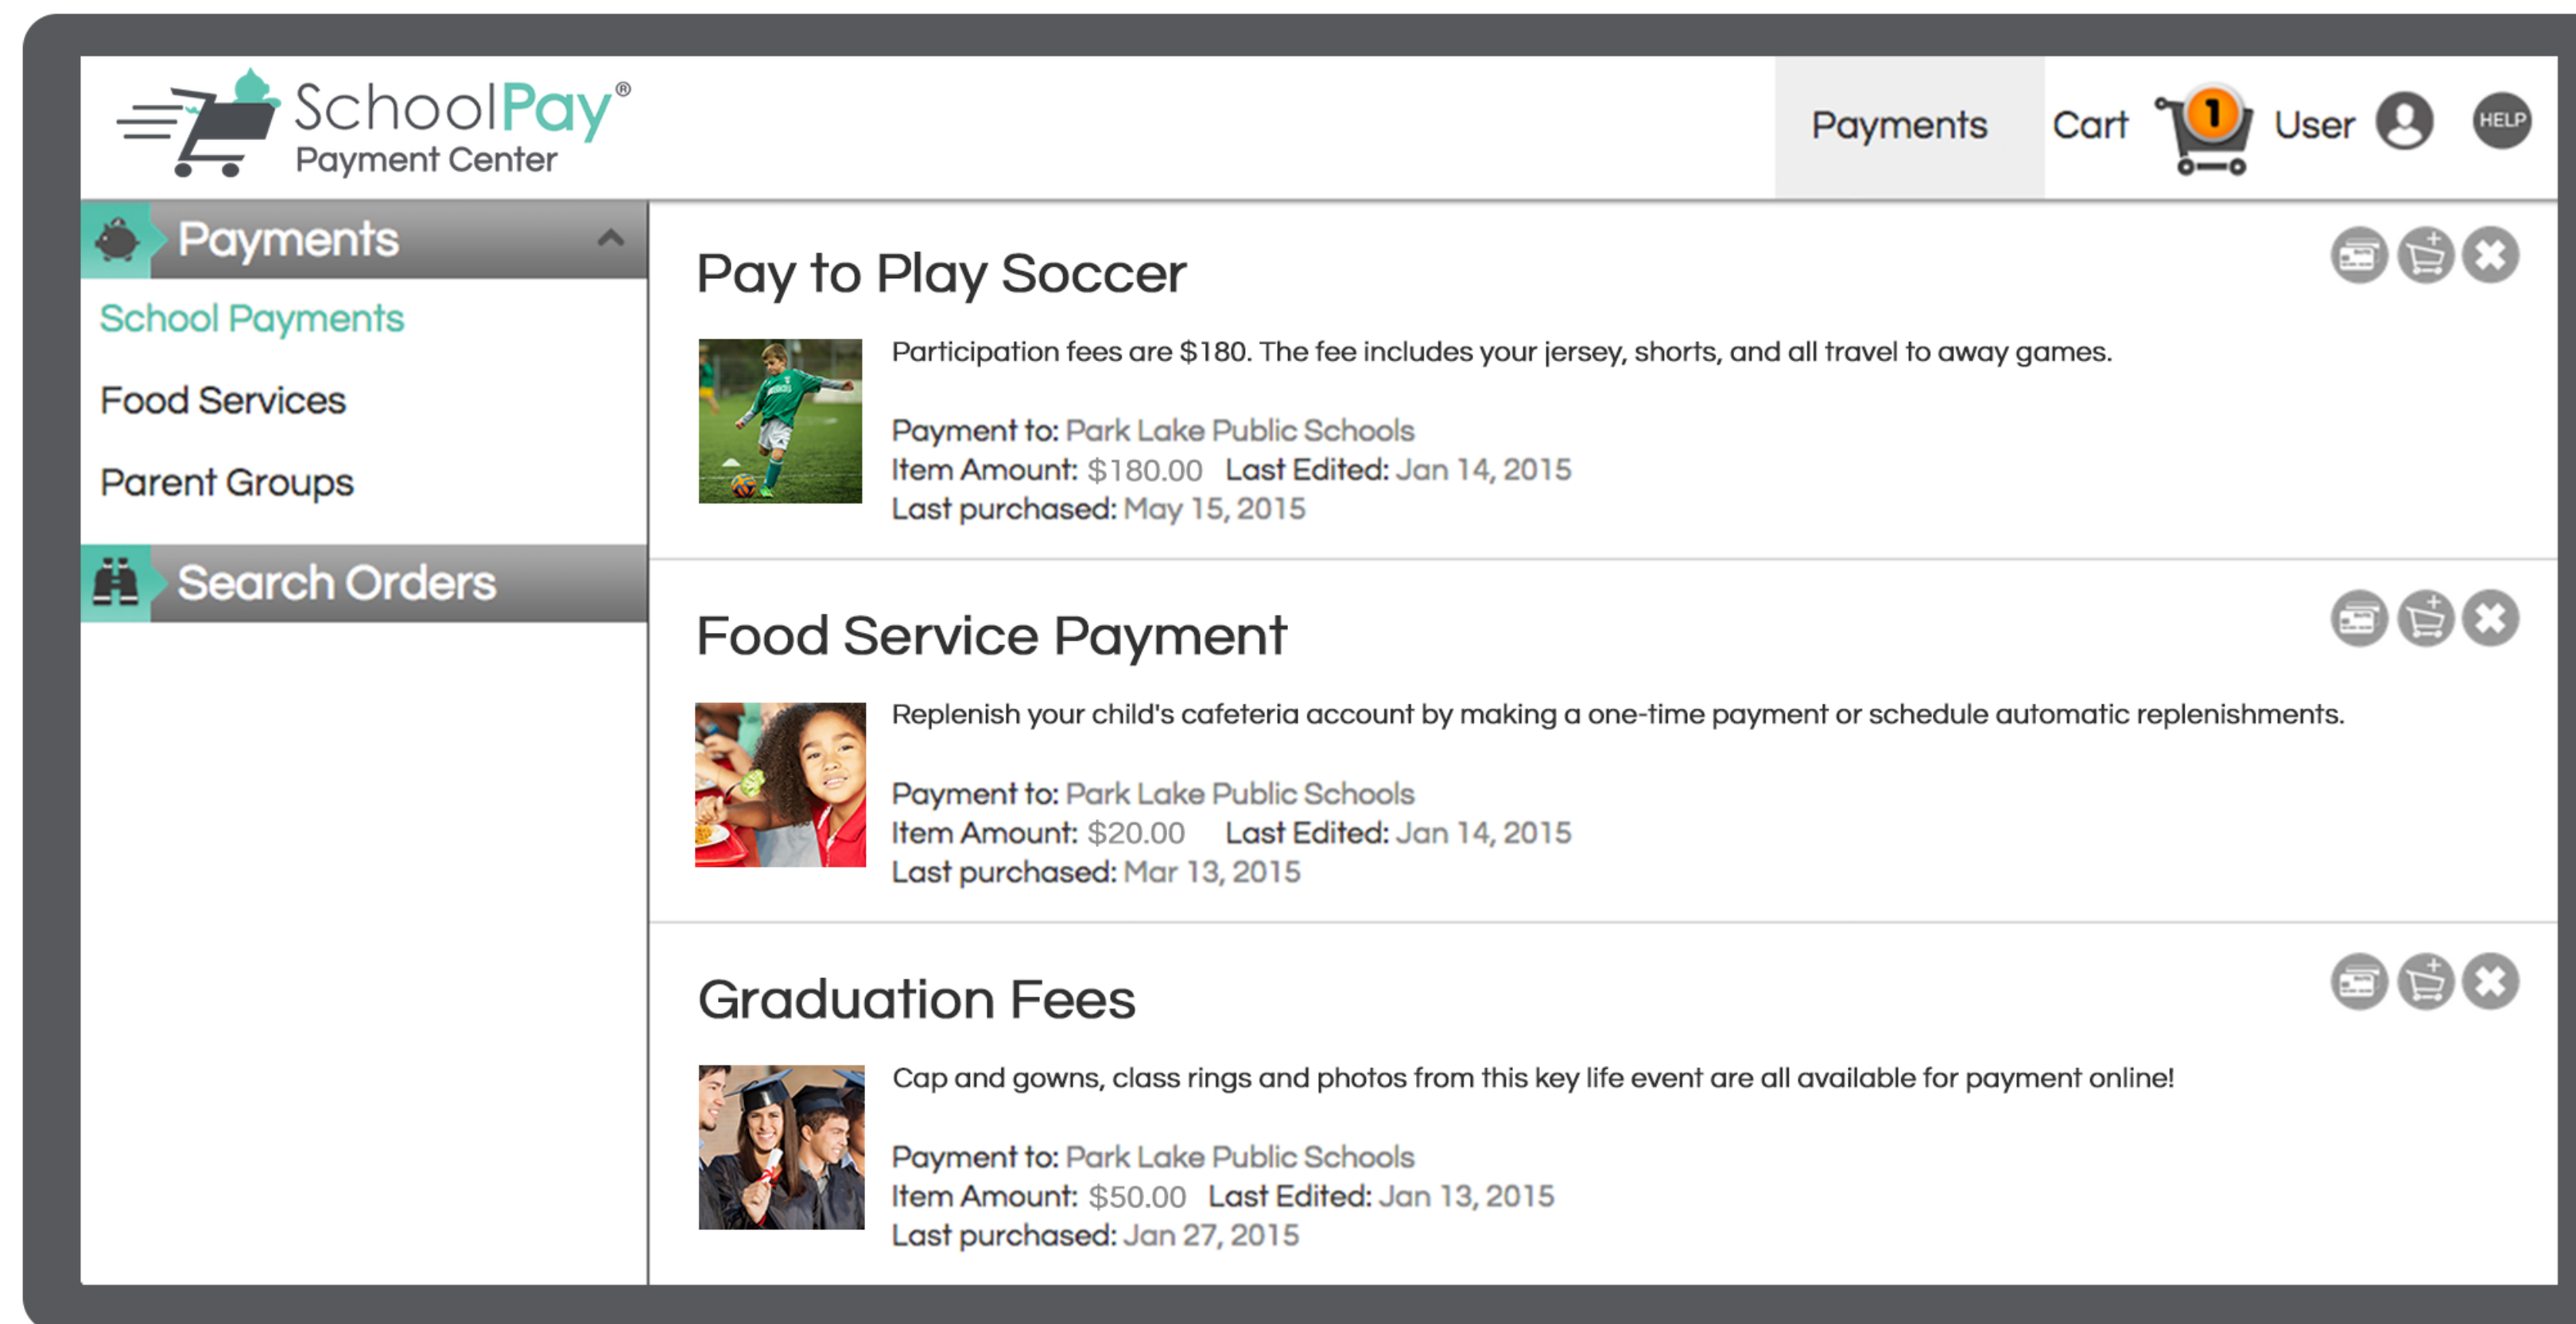 SchoolPay®
Payment Center
Payments
Cart
1
User
HELP
Payments
School Payments
Food Services
Parent Groups
Search Orders
Pay to Play Soccer
Participation fees are $180. The fee includes your jersey, shorts, and all travel to away games.
Payment to: Park Lake Public Schools
Item Amount: $180.00 Last Edited: Jan 14, 2015
Last purchased: May 15, 2015
Food Service Payment
Replenish your child's cafeteria account by making a one-time payment or schedule automatic replenishments.
Payment to: Park Lake Public Schools
Item Amount: $20.00 Last Edited: Jan 14, 2015
Last purchased: Mar 13, 2015
Graduation Fees
Cap and gowns, class rings and photos from this key life event are all available for payment online!
Payment to: Park Lake Public Schools
Item Amount: $50.00 Last Edited: Jan 13, 2015
Last purchased: Jan 27, 2015